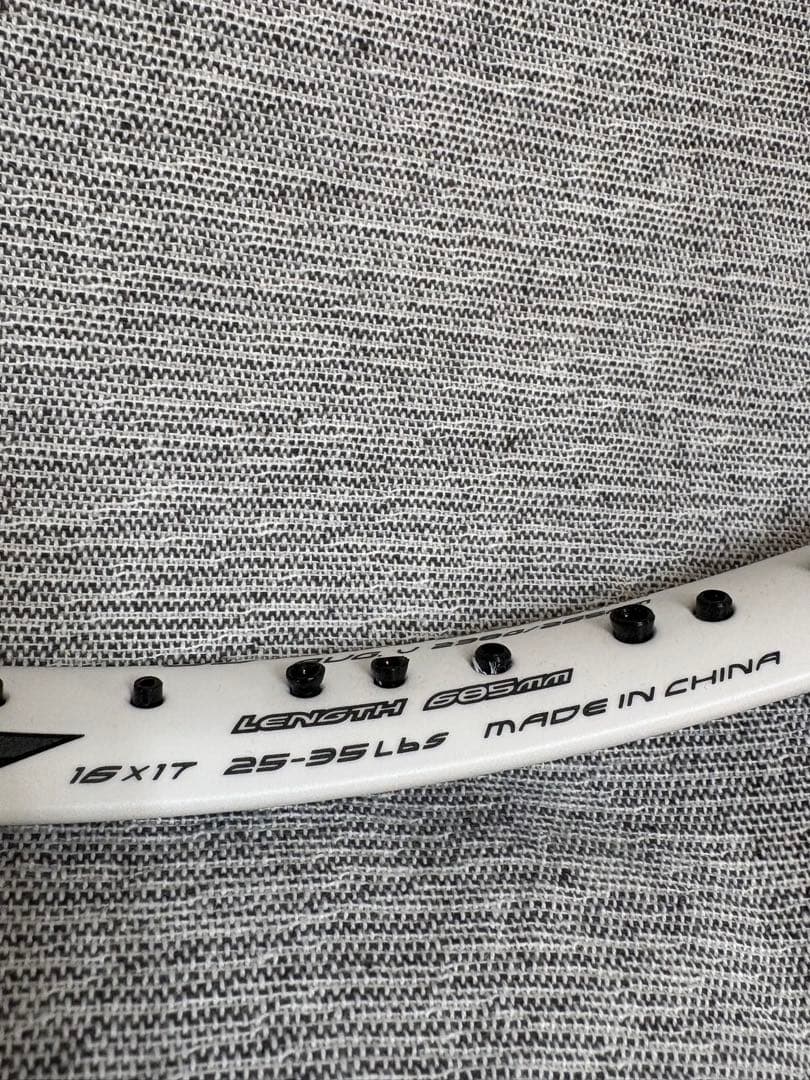 LENGTH 685mm
16x17 25-35Lbs MADE IN CHINA